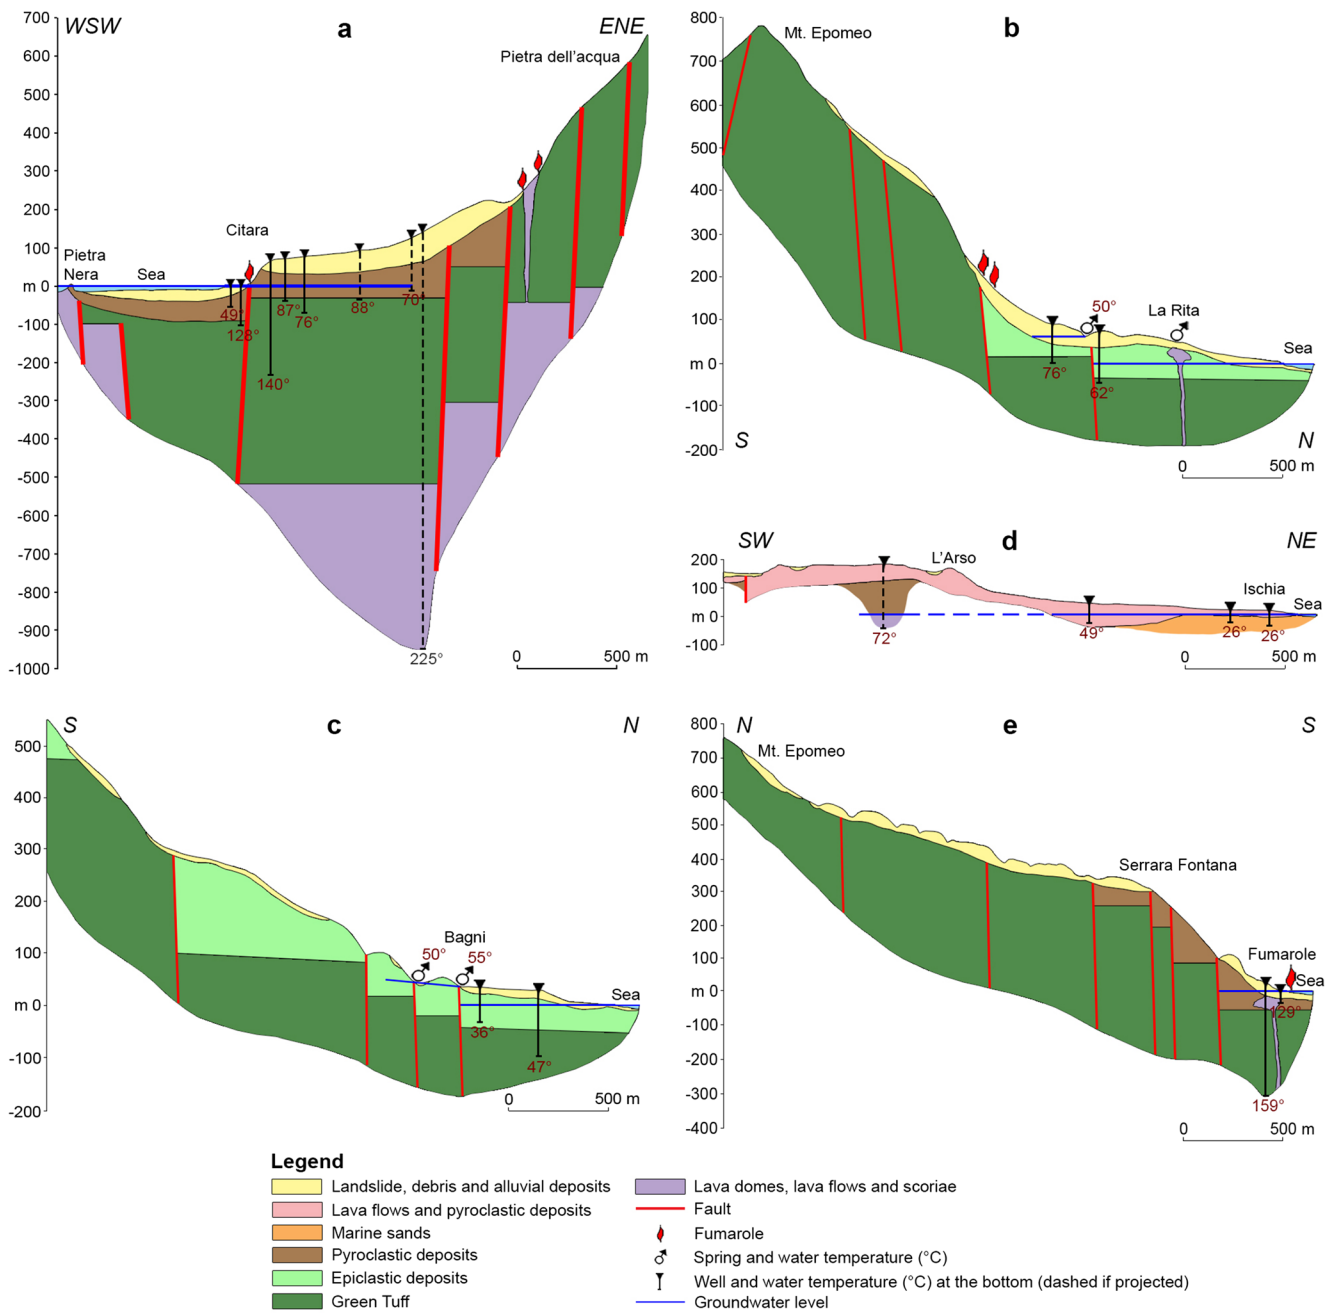 WSW
a
ENE
700
600
500
400
300
200
100
m 0
-100
-200
-300
-400
-500
-600
-700
-800
-900
-1000
Pietra dell'acqua
Citara
Pietra
Nera
Sea
49°
128°
140°
87°
76°
88°
70°
225°
0
500 m
b
800
700
600
500
400
300
200
100
m 0
-100
-200
Mt. Epomeo
50°
La Rita
Sea
76°
62°
S
N
0
500 m
SW
d
NE
200
100
m 0
-100
L'Arso
Ischia
Sea
72°
49°
26°
26°
0
500 m
S
c
N
500
400
300
200
100
m 0
-100
-200
Bagni
50°
55°
Sea
36°
47°
0
500 m
N
e
S
800
700
600
500
400
300
200
100
m 0
-100
-200
-300
-400
Mt. Epomeo
Serrara Fontana
Fumarole
Sea
129°
159°
0
500 m
Legend
Landslide, debris and alluvial deposits
Lava flows and pyroclastic deposits
Marine sands
Pyroclastic deposits
Epiclastic deposits
Green Tuff
Lava domes, lava flows and scoriae
Fault
Fumarole
Spring and water temperature (°C)
Well and water temperature (°C) at the bottom (dashed if projected)
Groundwater level